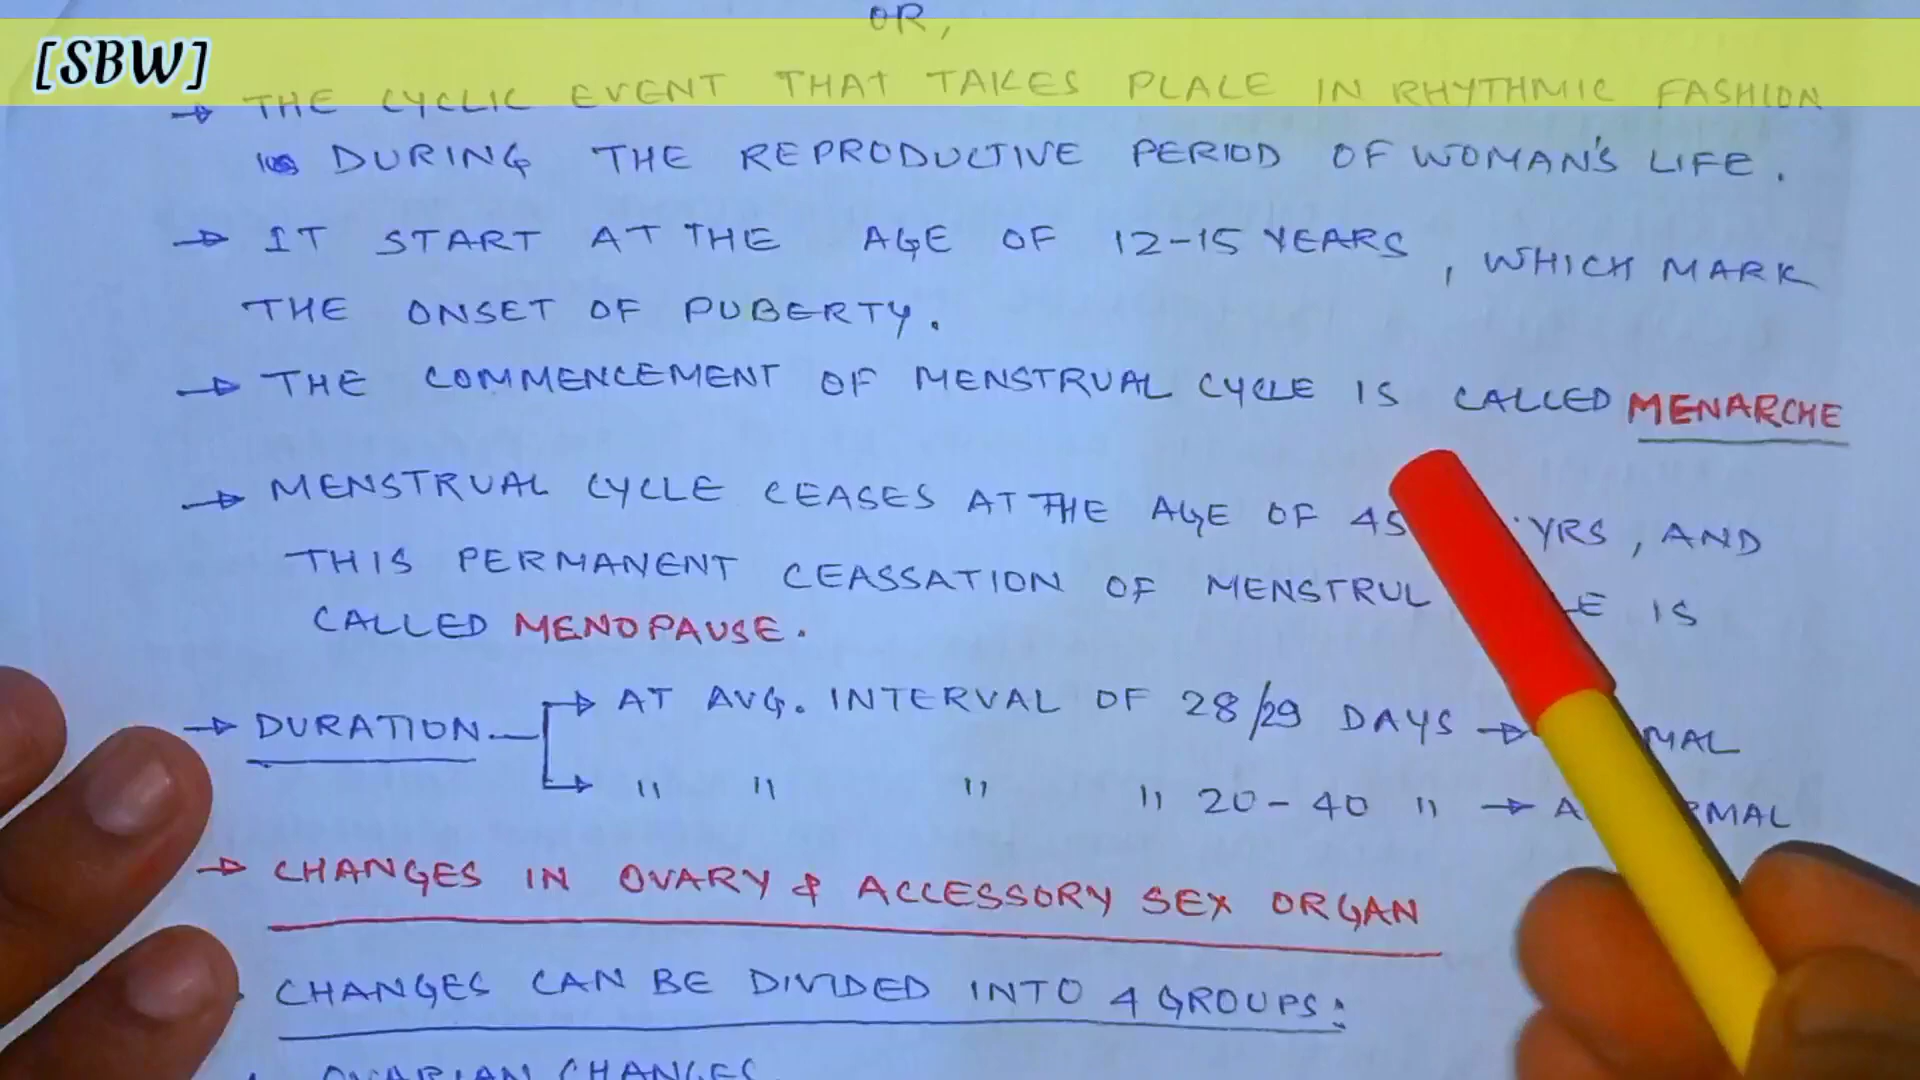 OR,
[SBW]
→ THE CYCLIC EVENT THAT TAKES PLACE IN RHYTHMIC FASHION
DURING THE REPRODUCTIVE PERIOD OF WOMAN'S LIFE.
→ IT START AT THE AGE OF 12-15 YEARS, WHICH MARK
THE ONSET OF PUBERTY.
→ THE COMMENCEMENT OF MENSTRUAL CYCLE IS CALLED MENARCHE
→ MENSTRUAL CYCLE CEASES AT THE AGE OF 45 YRS, AND
THIS PERMANENT CEASSATION OF MENSTRUL IS
CALLED MENOPAUSE.
→ DURATION → AT AVG. INTERVAL OF 28/29 DAYS →
→ " " " " 20-40 " →
→ CHANGES IN OVARY & ACCESSORY SEX ORGAN
CHANGES CAN BE DIVIDED INTO 4 GROUPS:
OVARIAN CHANGES